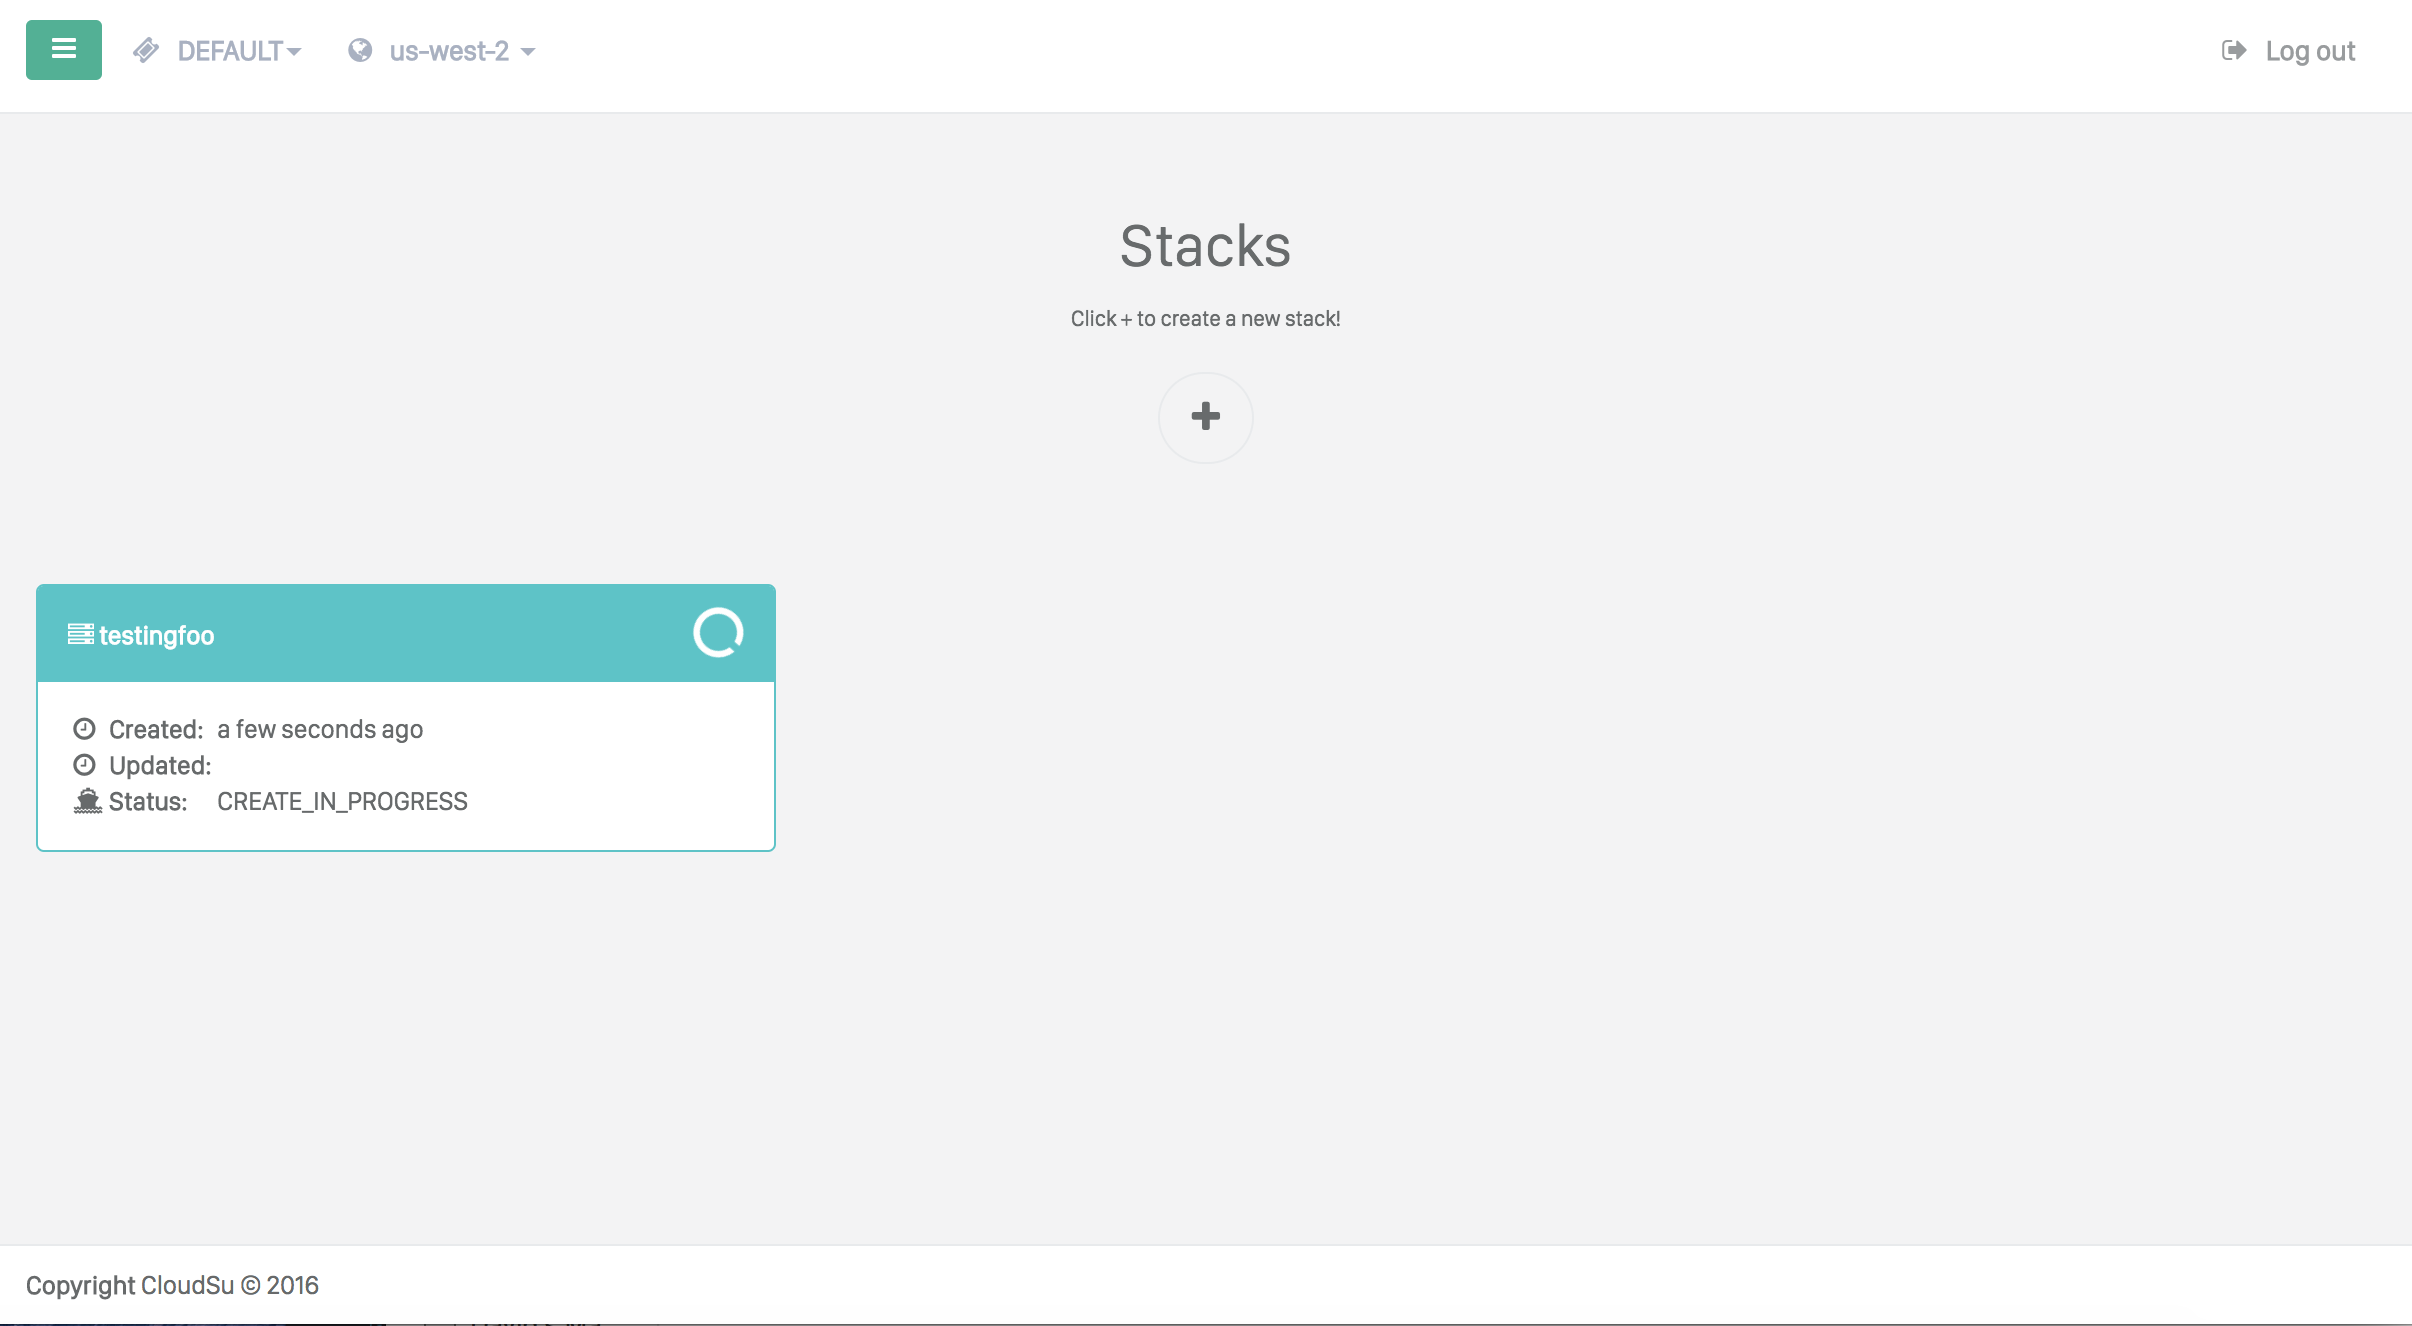 DEFAULT us-west-2 Log out
Stacks
Click + to create a new stack!
testingfoo
Created: a few seconds ago
Updated:
Status: CREATE_IN_PROGRESS
Copyright CloudSu © 2016